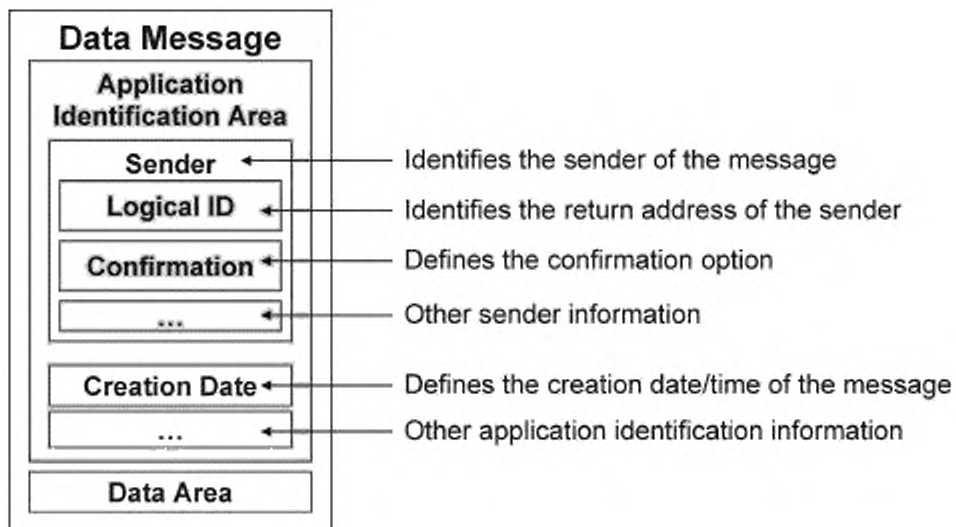 Data Message
Application
Identification Area
Sender
Identifies the sender of the message
Logical ID
Identifies the return address of the sender
Confirmation
Defines the confirmation option
...
Other sender information
Creation Date
Defines the creation date/time of the message
...
Other application identification information
Data Area